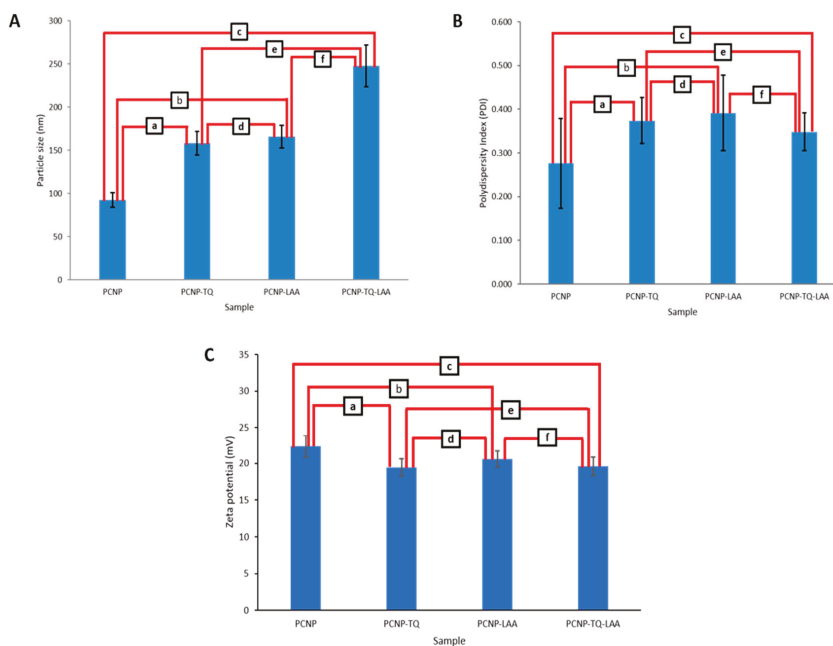 A
300
250
200
150
100
50
0
Particle size (nm)
c
e
f
b
a
d
PCNP PCNP-TQ PCNP-LAA PCNP-TQ-LAA
Sample
B
0.600
0.500
0.400
0.300
0.200
0.100
0.000
Polydispersity Index (PDI)
c
e
b
d
f
a
PCNP PCNP-TQ PCNP-LAA PCNP-TQ-LAA
Sample
C
35
30
25
20
15
10
5
0
Zeta potential (mV)
c
b
a
e
d
f
PCNP PCNP-TQ PCNP-LAA PCNP-TQ-LAA
Sample